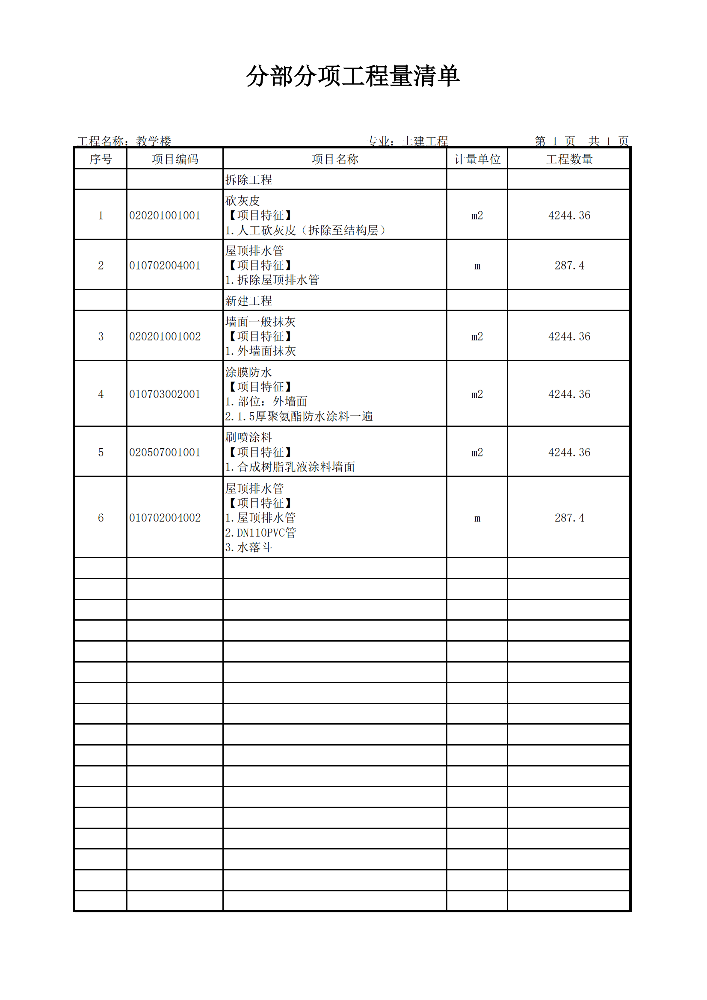 分部分项工程量清单
工程名称：教学楼 专业：土建工程 第 1 页 共 1 页
序号 项目编码 项目名称 计量单位 工程数量
拆除工程
砍灰皮
【项目特征】
1 020201001001 m2 4244.36
1.人工砍灰皮（拆除至结构层）
屋顶排水管
【项目特征】
2 010702004001 m 287.4
1.拆除屋顶排水管
新建工程
墙面一般抹灰
【项目特征】
3 020201001002 m2 4244.36
1.外墙面抹灰
涂膜防水
【项目特征】
4 010703002001 m2 4244.36
1.部位：外墙面
2.1.5厚聚氨酯防水涂料一遍
刷喷涂料
【项目特征】
5 020507001001 m2 4244.36
1.合成树脂乳液涂料墙面
屋顶排水管
【项目特征】
6 010702004002 m 287.4
1.屋顶排水管
2.DN110PVC管
3.水落斗